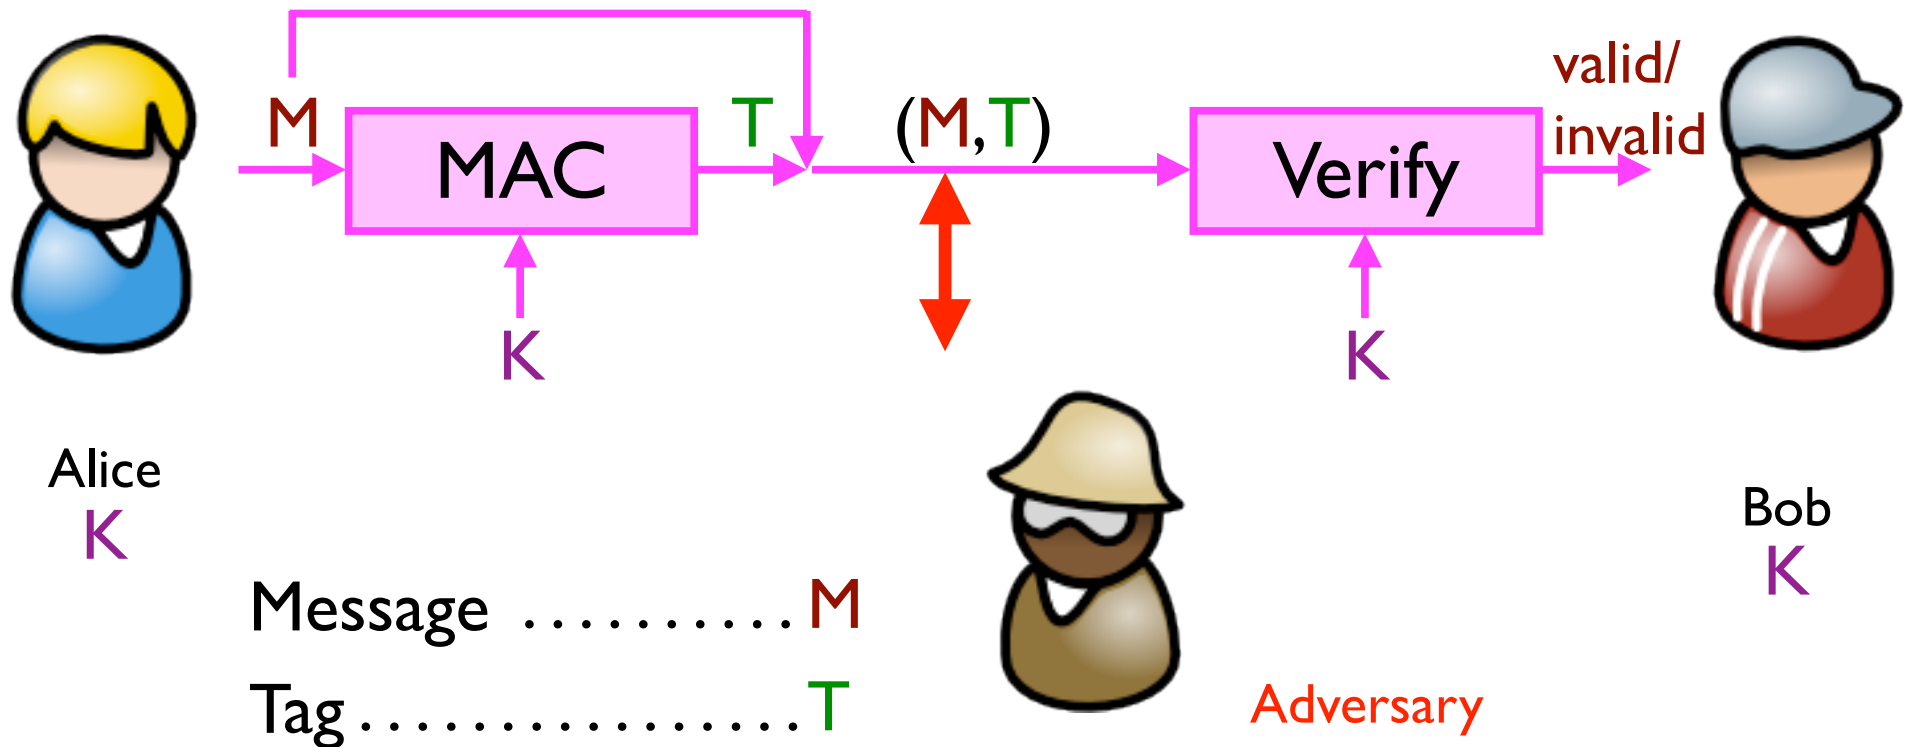 M
MAC
T
(M,T)
Verify
valid/
invalid
K
K
Alice
K
Bob
K
Message .......... M
Tag ................. T
Adversary